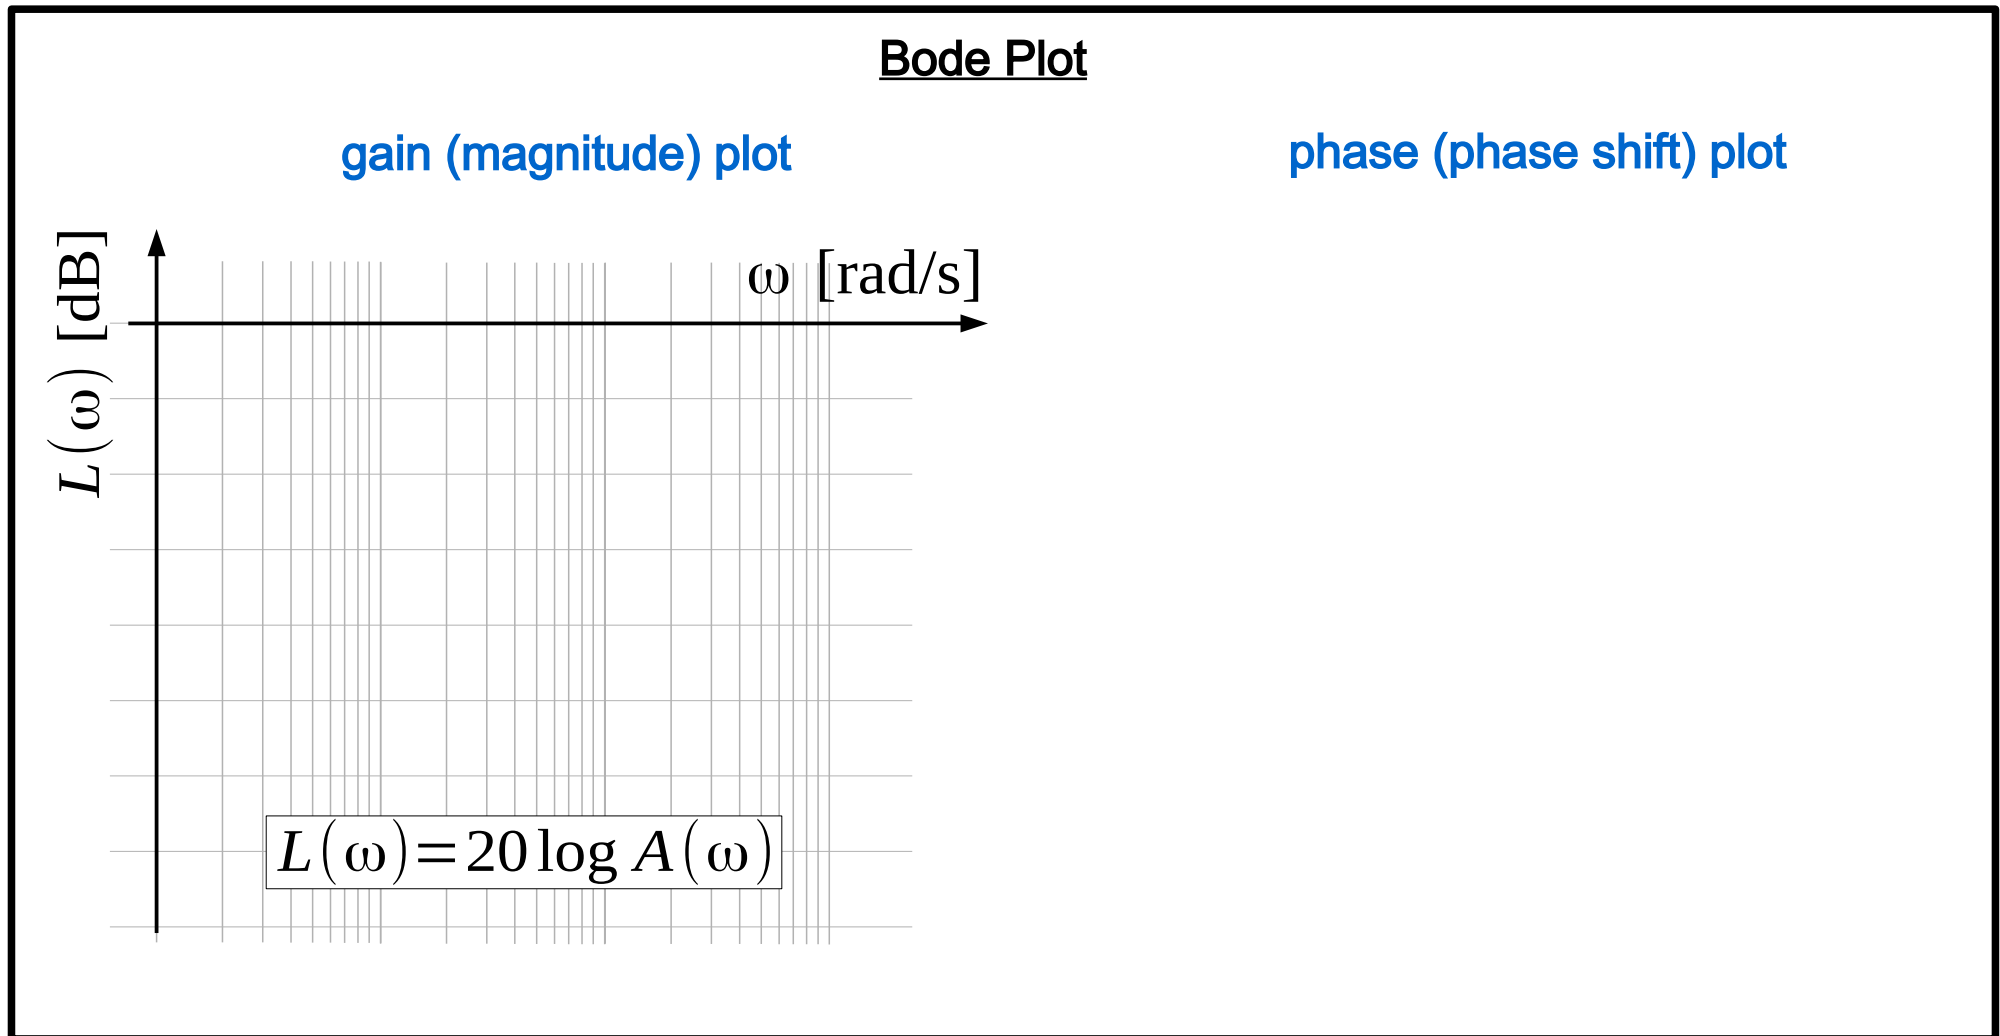 Bode Plot
gain (magnitude) plot
phase (phase shift) plot
L(ω) [dB]
ω [rad/s]
L(ω)=20 log A(ω)